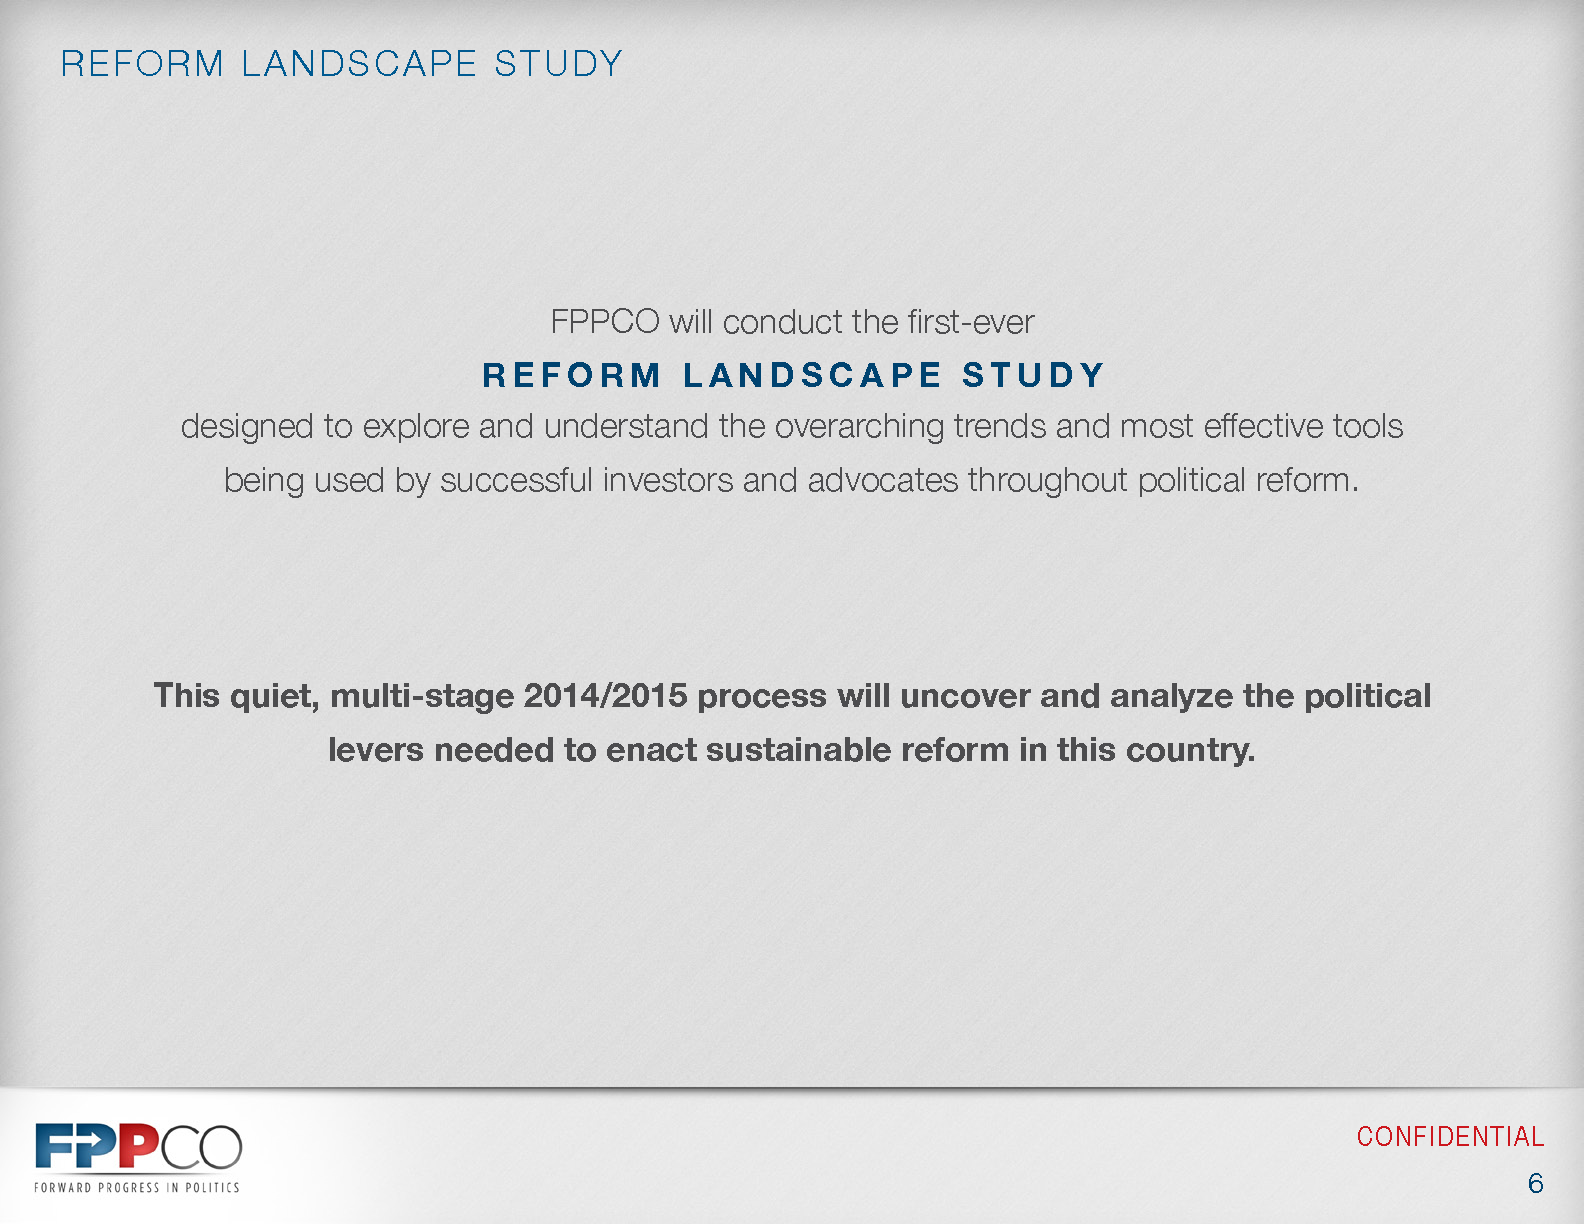 REFORM LANDSCAPE STUDY
FPPCO will conduct the first-ever
REFORM LANDSCAPE STUDY
designed to explore and understand the overarching trends and most effective tools
being used by successful investors and advocates throughout political reform.
This quiet, multi-stage 2014/2015 process will uncover and analyze the political
levers needed to enact sustainable reform in this country.
FPPCO
FORWARD PROGRESS IN POLITICS
CONFIDENTIAL
6